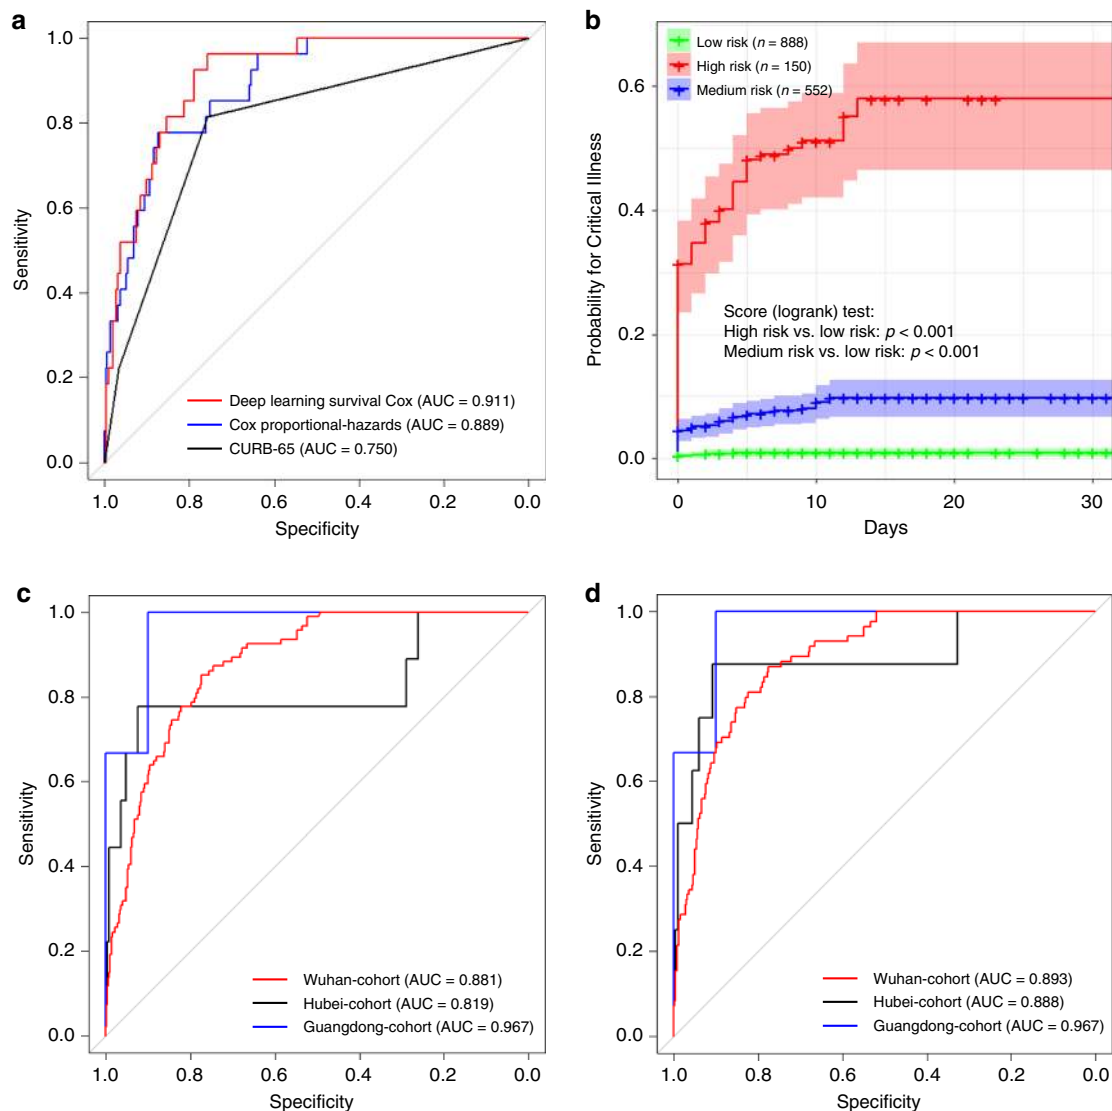 a
1.0
0.8
0.6
0.4
0.2
0.0
Sensitivity
Deep learning survival Cox (AUC = 0.911)
Cox proportional-hazards (AUC = 0.889)
CURB-65 (AUC = 0.750)
1.0 0.8 0.6 0.4 0.2 0.0
Specificity
b
Low risk (n = 888)
High risk (n = 150)
Medium risk (n = 552)
0.6
0.4
0.2
0.0
Probability for Critical Illness
Score (logrank) test:
High risk vs. low risk: p < 0.001
Medium risk vs. low risk: p < 0.001
0 10 20 30
Days
c
1.0
0.8
0.6
0.4
0.2
0.0
Sensitivity
Wuhan-cohort (AUC = 0.881)
Hubei-cohort (AUC = 0.819)
Guangdong-cohort (AUC = 0.967)
1.0 0.8 0.6 0.4 0.2 0.0
Specificity
d
1.0
0.8
0.6
0.4
0.2
0.0
Sensitivity
Wuhan-cohort (AUC = 0.893)
Hubei-cohort (AUC = 0.888)
Guangdong-cohort (AUC = 0.967)
1.0 0.8 0.6 0.4 0.2 0.0
Specificity